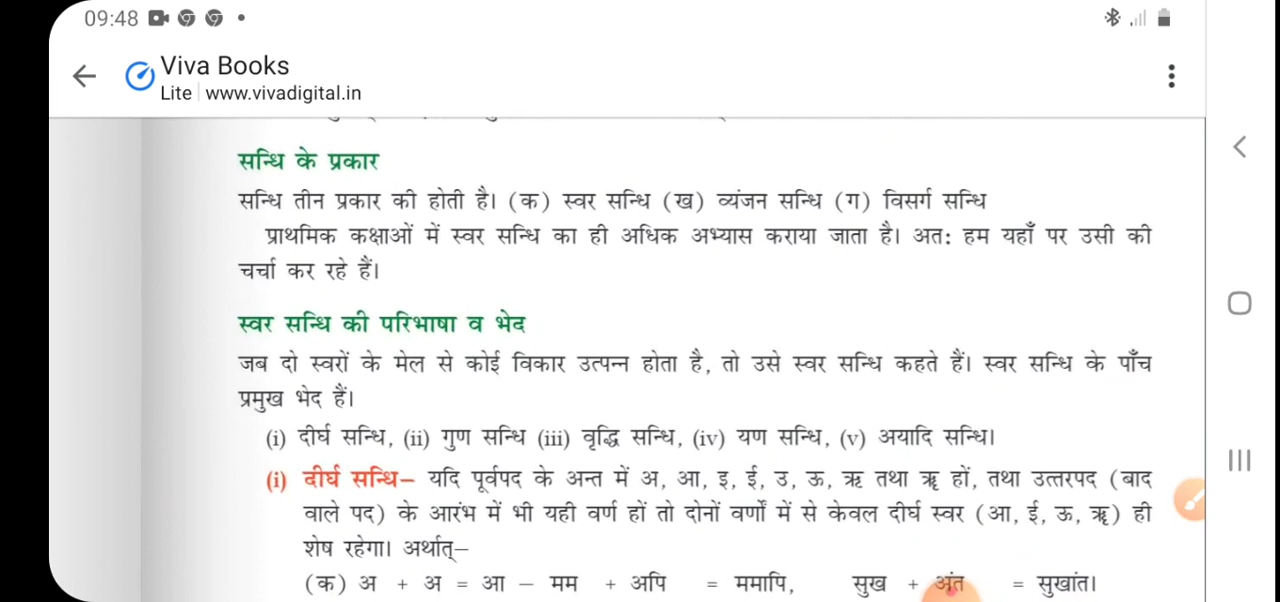 09:48
Viva Books
Lite www.vivadigital.in
सन्धि के प्रकार
सन्धि तीन प्रकार की होती है। (क) स्वर सन्धि (ख) व्यंजन सन्धि (ग) विसर्ग सन्धि
प्राथमिक कक्षाओं में स्वर सन्धि का ही अधिक अभ्यास कराया जाता है। अत: हम यहाँ पर उसी की
चर्चा कर रहे हैं।
स्वर सन्धि की परिभाषा व भेद
जब दो स्वरों के मेल से कोई विकार उत्पन्न होता है, तो उसे स्वर सन्धि कहते हैं। स्वर सन्धि के पाँच
प्रमुख भेद हैं।
(i) दीर्घ सन्धि, (ii) गुण सन्धि (iii) वृद्धि सन्धि, (iv) यण सन्धि, (v) अयादि सन्धि।
(i) दीर्घ सन्धि– यदि पूर्वपद के अन्त में अ, आ, इ, ई, उ, ऊ, ऋ तथा ॠ हों, तथा उत्तरपद (बाद
वाले पद) के आरंभ में भी यही वर्ण हों तो दोनों वर्णों में से केवल दीर्घ स्वर (आ, ई, ऊ, ॠ) ही
शेष रहेगा। अर्थात्–
(क) अ + अ = आ – मम + अपि = ममापि, सुख + अंत = सुखांत।